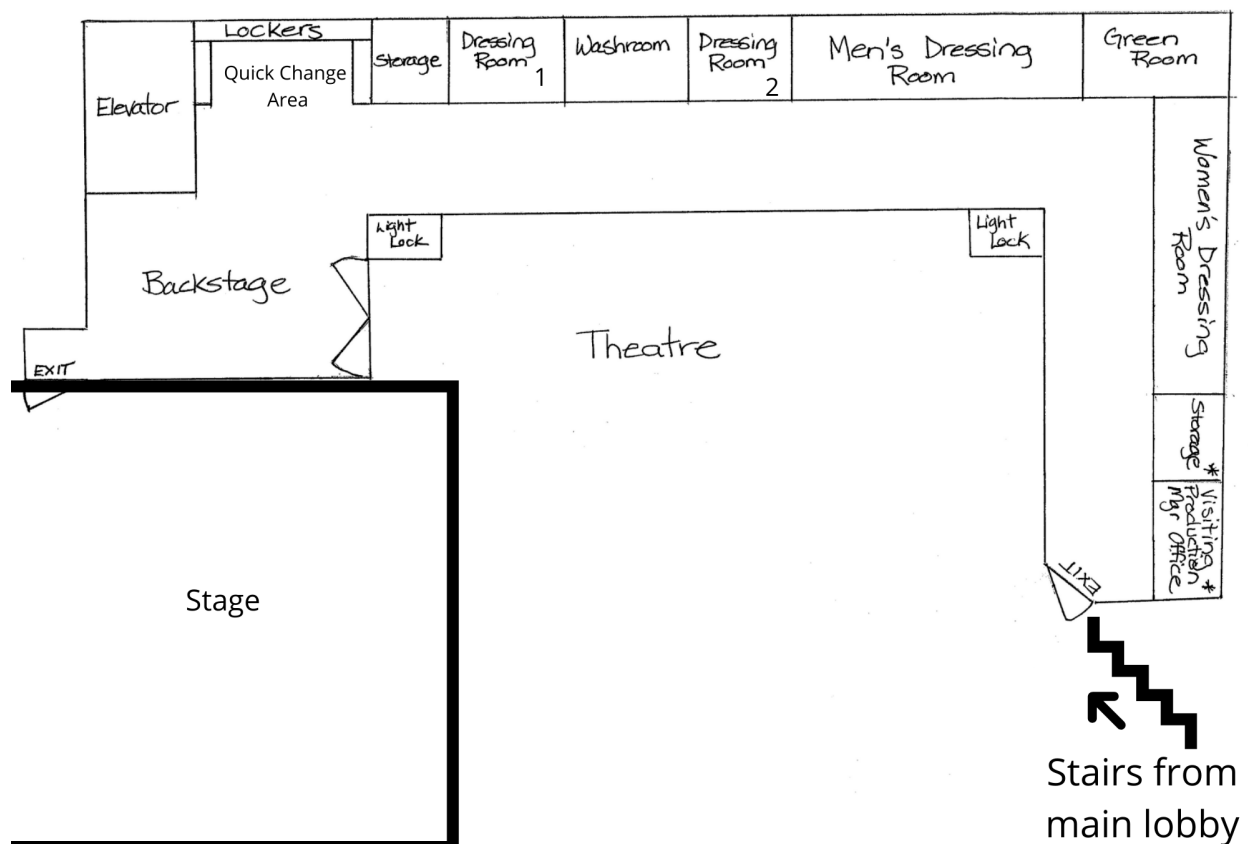 Lockers
Elevator
Quick Change
Area
Storage
Dressing
Room
1
Washroom
Dressing
Room
2
Men's Dressing
Room
Green
Room
Women's Dressing
Room
Light
Lock
Light
Lock
Backstage
Theatre
EXIT
Storage *
Visiting
Production *
Mgr Office
EXIT
Stage
Stairs from
main lobby